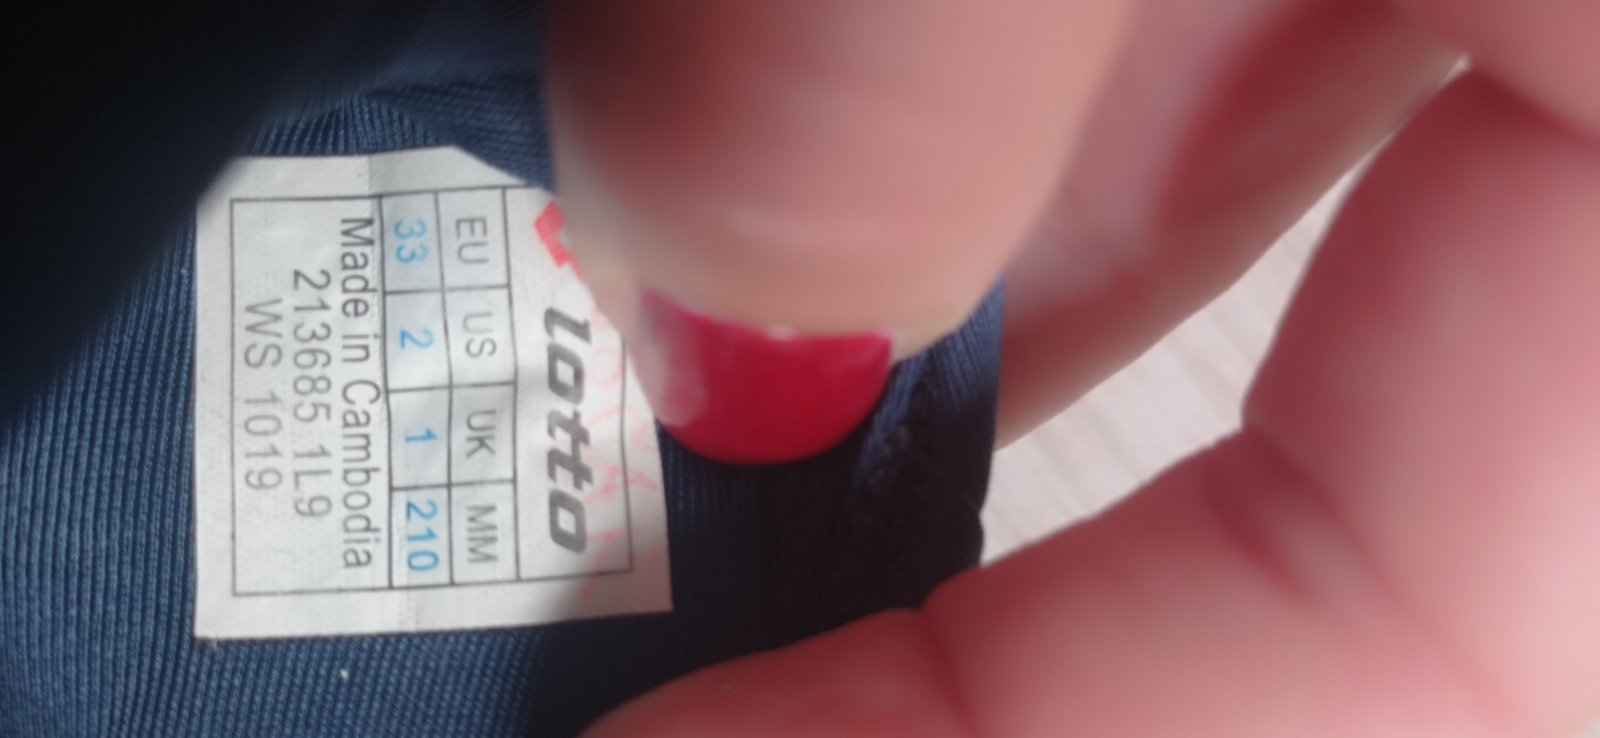 lotto
EU US UK MM
33 2 1 210
Made in Cambodia
213685 1L9
WS 1019